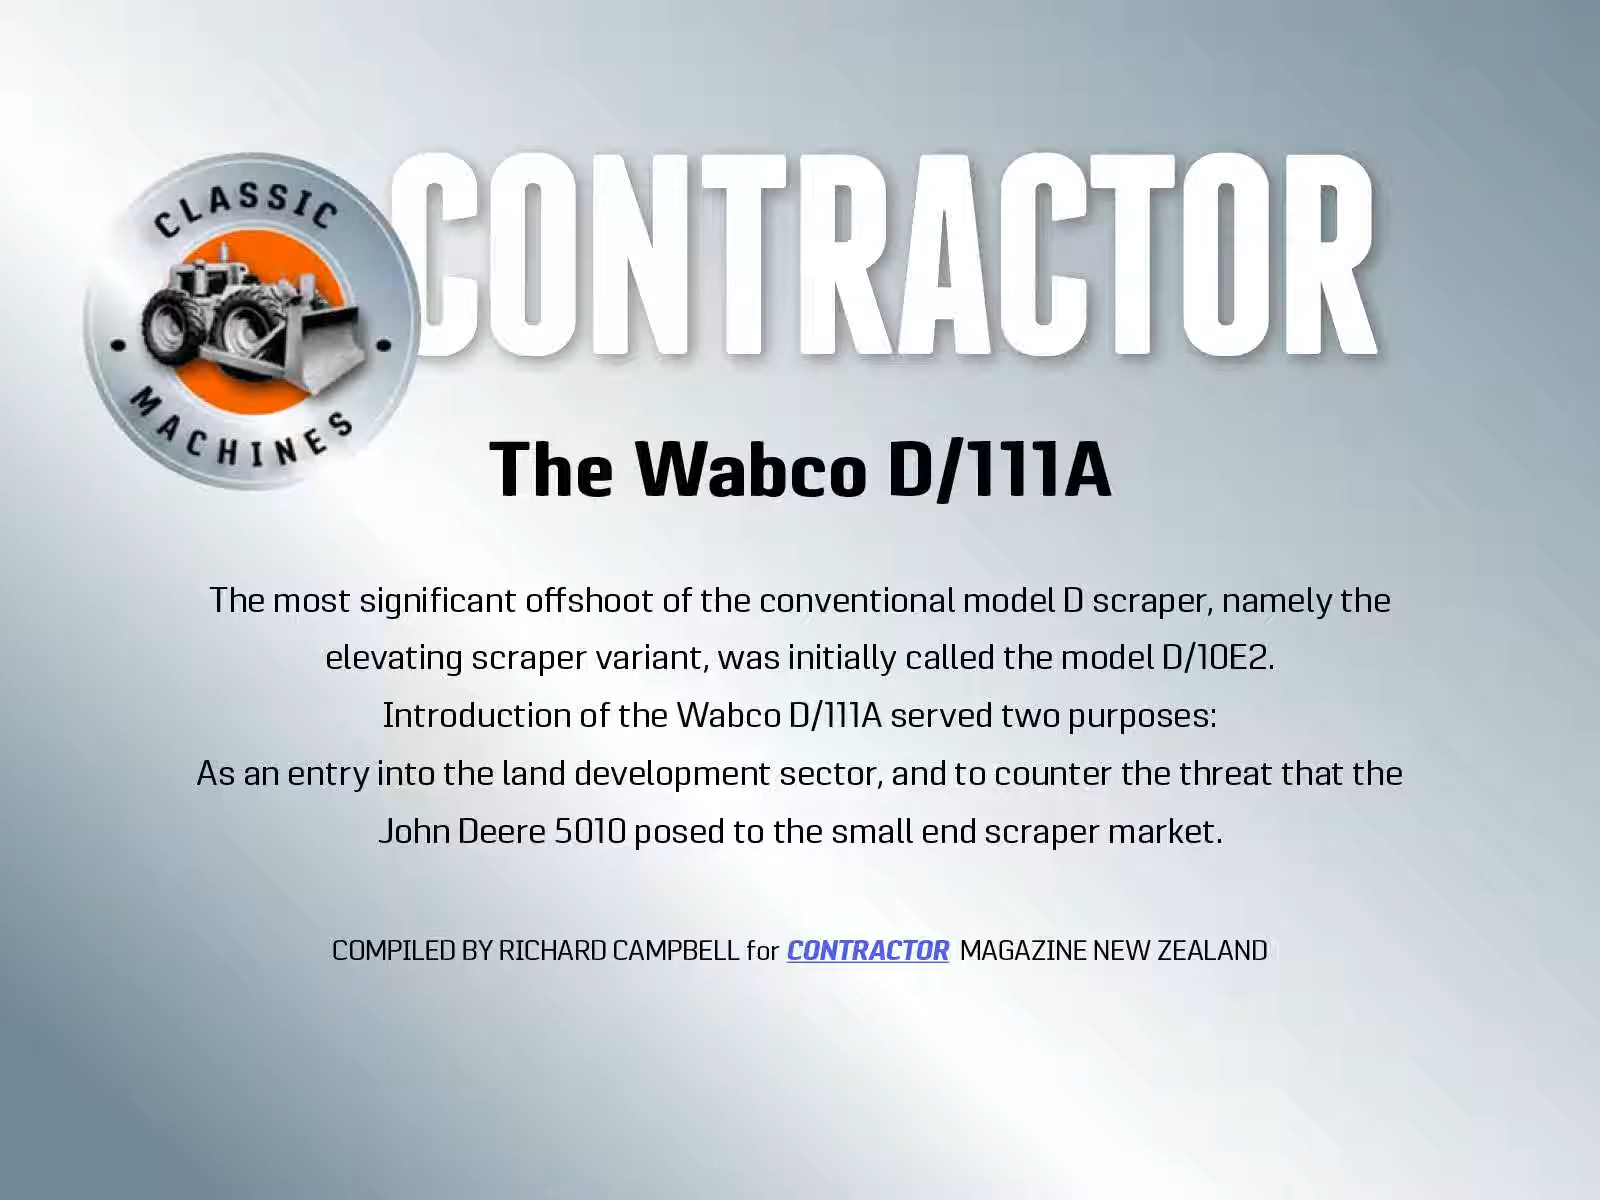 CLASSIC
MACHINES
CONTRACTOR
The Wabco D/111A
The most significant offshoot of the conventional model D scraper, namely the
elevating scraper variant, was initially called the model D/10E2.
Introduction of the Wabco D/111A served two purposes:
As an entry into the land development sector, and to counter the threat that the
John Deere 5010 posed to the small end scraper market.
COMPILED BY RICHARD CAMPBELL for CONTRACTOR MAGAZINE NEW ZEALAND